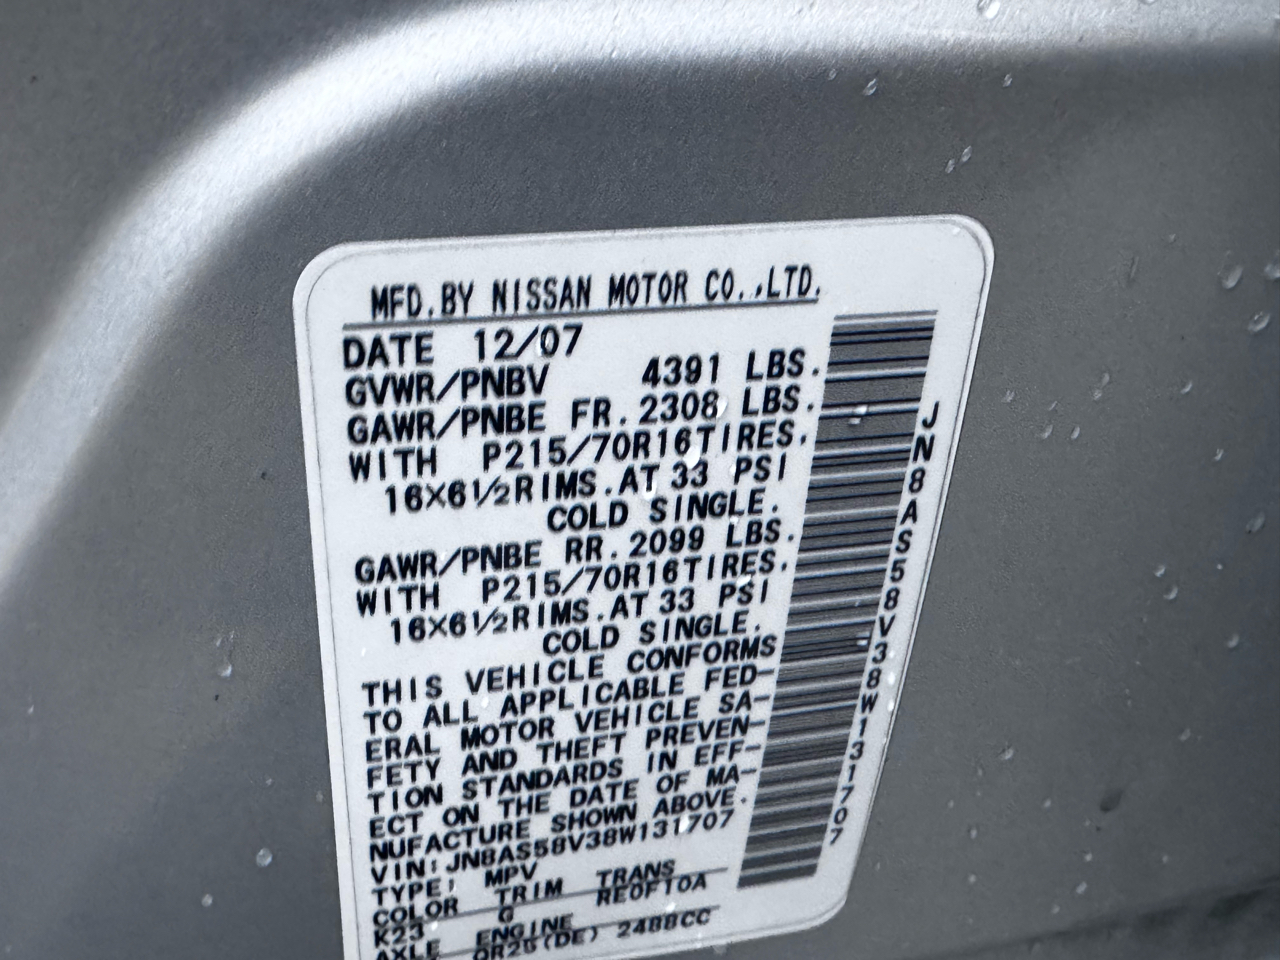 MFD.BY NISSAN MOTOR CO.,LTD.
DATE 12/07
GVWR/PNBV 4391 LBS.
GAWR/PNBE FR.2308 LBS.
WITH P215/70R16TIRES.
16×6½RIMS.AT 33 PSI
COLD SINGLE.
GAWR/PNBE RR.2099 LBS.
WITH P215/70R16TIRES.
16×6½RIMS.AT 33 PSI
COLD SINGLE.
THIS VEHICLE CONFORMS
TO ALL APPLICABLE FED-
ERAL MOTOR VEHICLE SA-
FETY AND THEFT PREVEN-
TION STANDARDS IN EFF-
ECT ON THE DATE OF MA-
NUFACTURE SHOWN ABOVE.
VIN:JN8AS58V38W131707
TYPE: MPV
COLOR TRIM TRANS
K23 G RE0F10A
AXLE ENGINE
QR25(DE) 2488CC
JN8AS58V38W131707